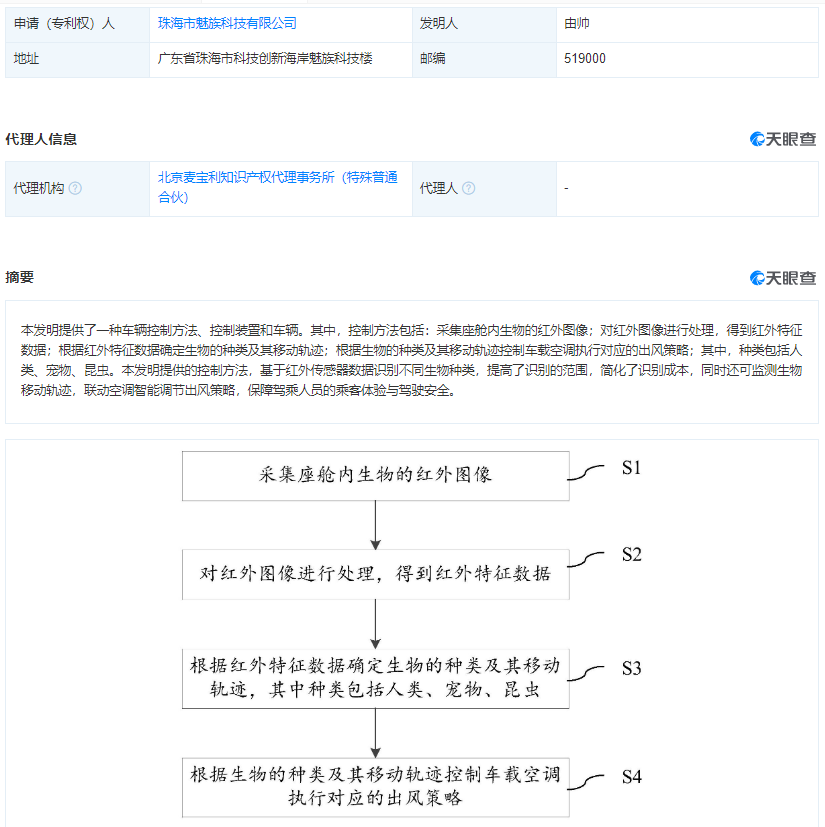 申请（专利权）人 珠海市魅族科技有限公司 发明人 由帅
地址 广东省珠海市科技创新海岸魅族科技楼 邮编 519000
代理人信息 天眼查
代理机构 ? 北京麦宝利知识产权代理事务所（特殊普通
合伙） 代理人 ? -
摘要 天眼查
本发明提供了一种车辆控制方法、控制装置和车辆。其中，控制方法包括：采集座舱内生物的红外图像；对红外图像进行处理，得到红外特征
数据；根据红外特征数据确定生物的种类及其移动轨迹；根据生物的种类及其移动轨迹控制车载空调执行对应的出风策略；其中，种类包括人
类、宠物、昆虫。本发明提供的控制方法，基于红外传感器数据识别不同生物种类，提高了识别的范围，简化了识别成本，同时还可监测生物
移动轨迹，联动空调智能调节出风策略，保障驾乘人员的乘客体验与驾驶安全。
采集座舱内生物的红外图像 S1
对红外图像进行处理，得到红外特征数据 S2
根据红外特征数据确定生物的种类及其移动
轨迹，其中种类包括人类、宠物、昆虫 S3
根据生物的种类及其移动轨迹控制车载空调
执行对应的出风策略 S4